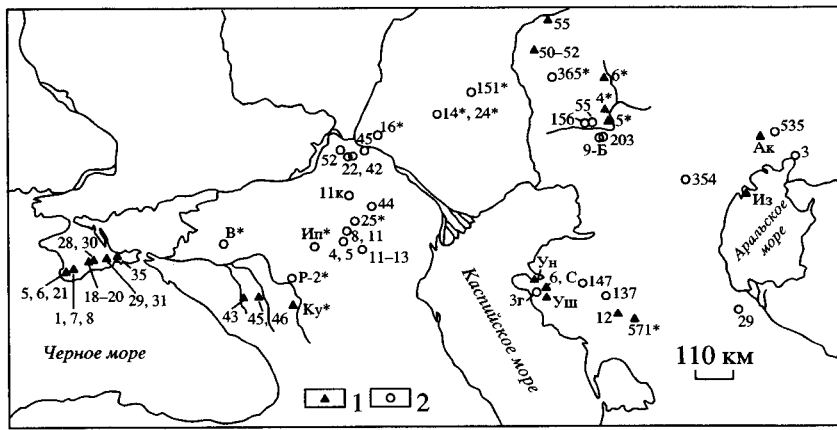 55
50–52
365*
6*
151*
4*
14*, 24*
55
156
5*
16*
45
9-Б
203
535
52
22, 42
Ак
3
11к
44
354
Из
25*
В*
Ип*
8, 11
4, 5
11–13
Аральское
море
28, 30
35
5, 6, 21
18–20
29, 31
1, 7, 8
Р-2*
43
45, 46
Ку*
Ун
6, С
147
3г
Уш
137
12
571*
29
Каспийское море
Черное море
110 км
1
2